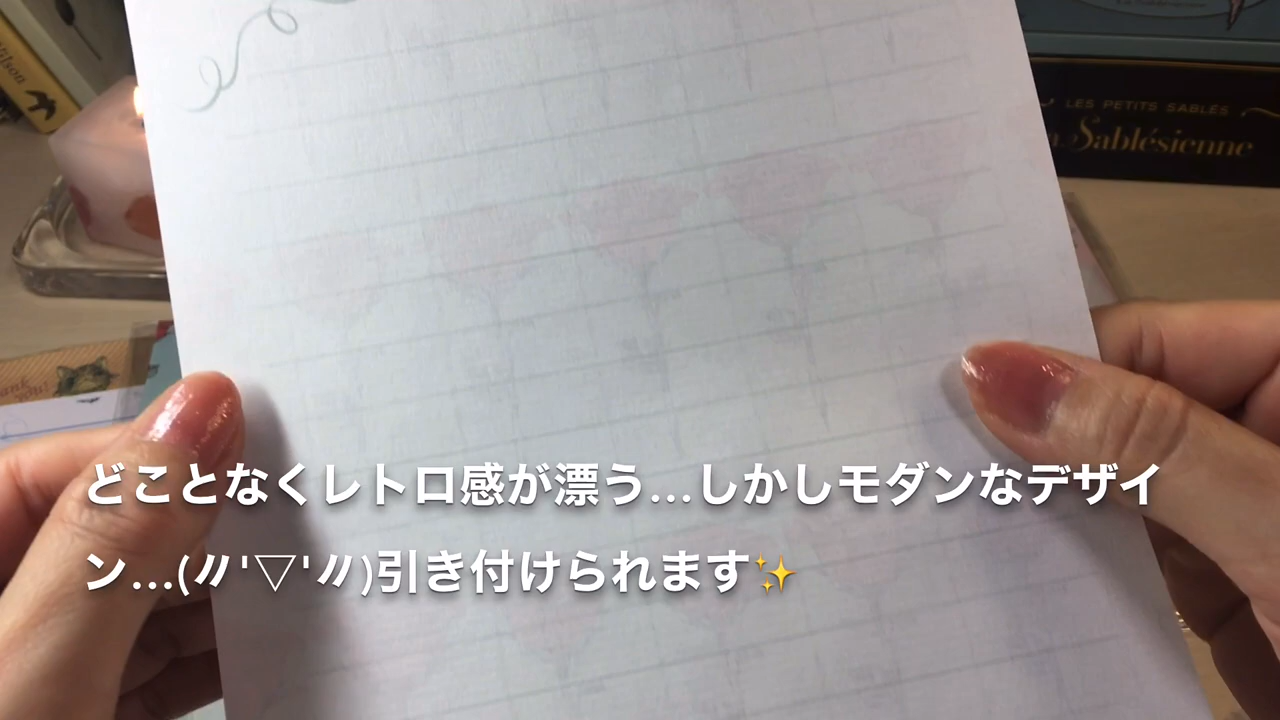 LES PETITS SABLÉS
Sablésienne
どことなくレトロ感が漂う...しかしモダンなデザイ
ン...(〃'▽'〃)引き付けられます✨